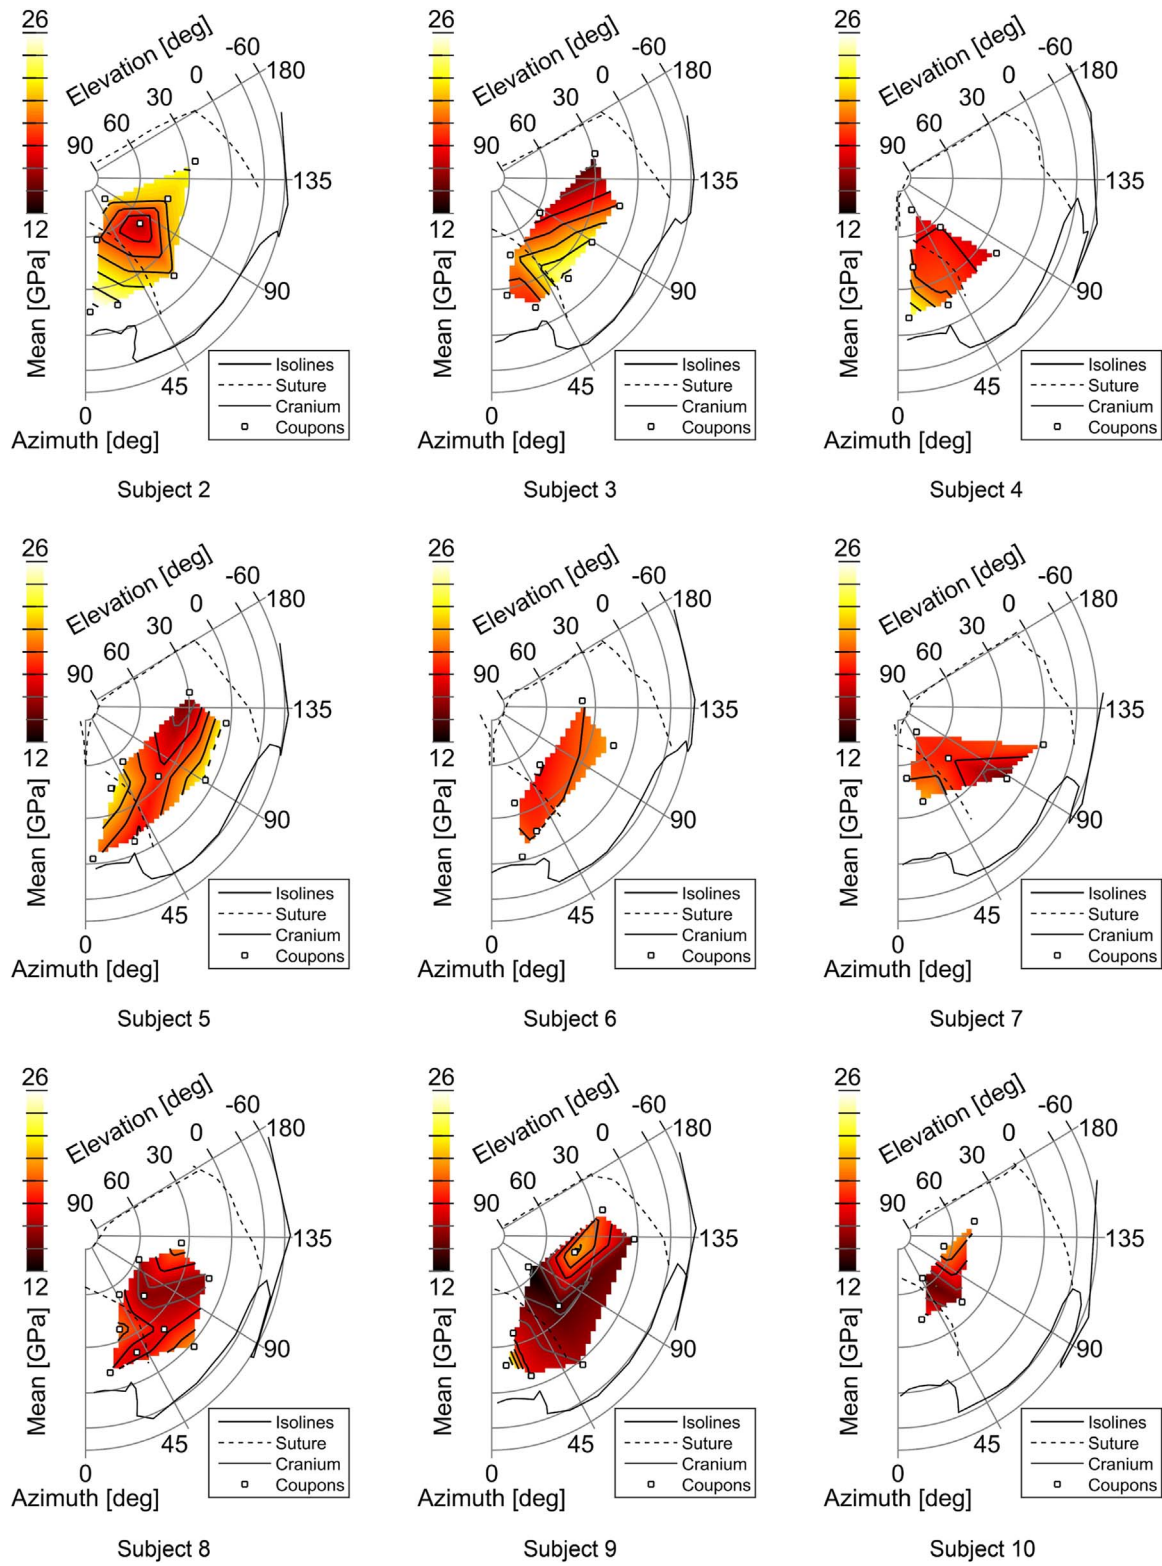 26
12
Mean [GPa]
Elevation [deg]
-60
0
30
60
90
180
135
90
45
0
Azimuth [deg]
Isolines
Suture
Cranium
Coupons
Subject 2
26
12
Mean [GPa]
Elevation [deg]
-60
0
30
60
90
180
135
90
45
0
Azimuth [deg]
Isolines
Suture
Cranium
Coupons
Subject 3
26
12
Mean [GPa]
Elevation [deg]
-60
0
30
60
90
180
135
90
45
0
Azimuth [deg]
Isolines
Suture
Cranium
Coupons
Subject 4
26
12
Mean [GPa]
Elevation [deg]
-60
0
30
60
90
180
135
90
45
0
Azimuth [deg]
Isolines
Suture
Cranium
Coupons
Subject 5
26
12
Mean [GPa]
Elevation [deg]
-60
0
30
60
90
180
135
90
45
0
Azimuth [deg]
Isolines
Suture
Cranium
Coupons
Subject 6
26
12
Mean [GPa]
Elevation [deg]
-60
0
30
60
90
180
135
90
45
0
Azimuth [deg]
Isolines
Suture
Cranium
Coupons
Subject 7
26
12
Mean [GPa]
Elevation [deg]
-60
0
30
60
90
180
135
90
45
0
Azimuth [deg]
Isolines
Suture
Cranium
Coupons
Subject 8
26
12
Mean [GPa]
Elevation [deg]
-60
0
30
60
90
180
135
90
45
0
Azimuth [deg]
Isolines
Suture
Cranium
Coupons
Subject 9
26
12
Mean [GPa]
Elevation [deg]
-60
0
30
60
90
180
135
90
45
0
Azimuth [deg]
Isolines
Suture
Cranium
Coupons
Subject 10